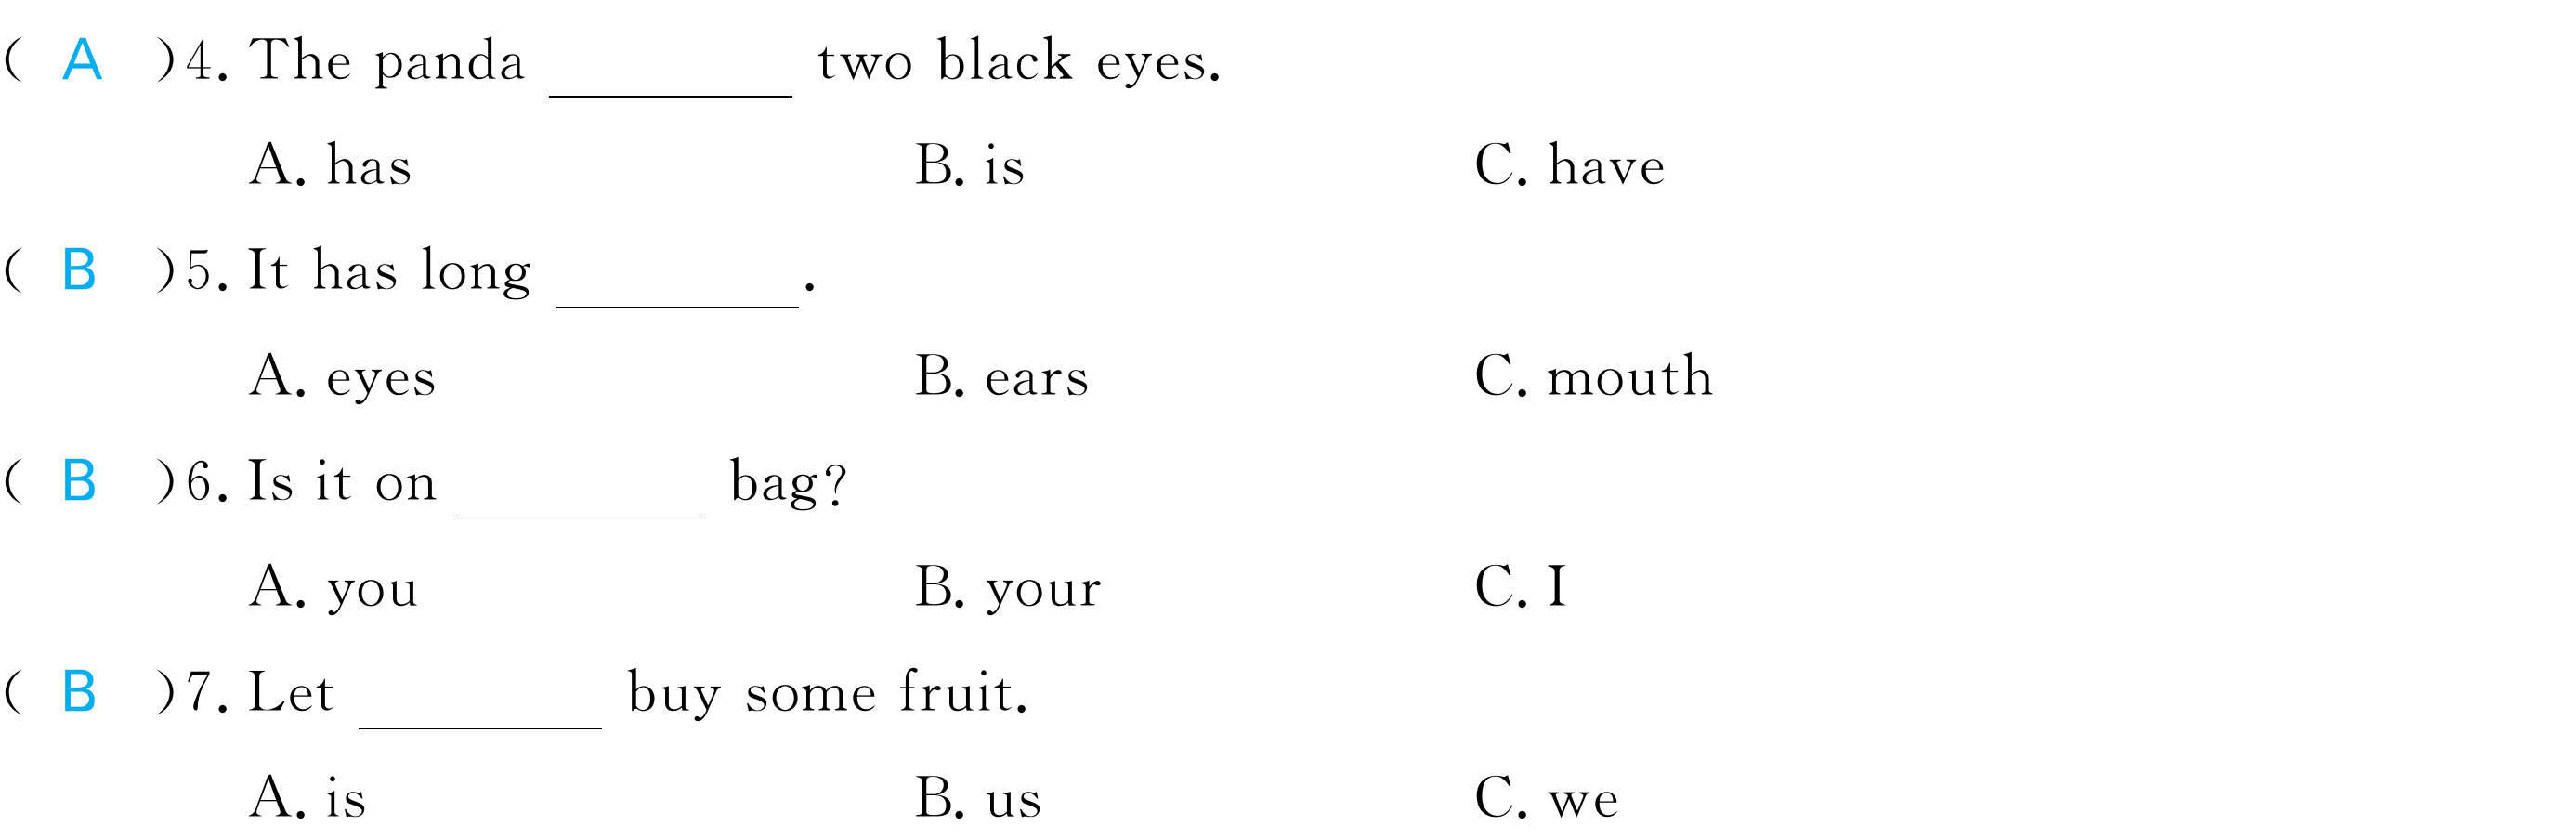 ( A )4. The panda ________ two black eyes.
A. has B. is C. have
( B )5. It has long ________.
A. eyes B. ears C. mouth
( B )6. Is it on ________ bag?
A. you B. your C. I
( B )7. Let ________ buy some fruit.
A. is B. us C. we